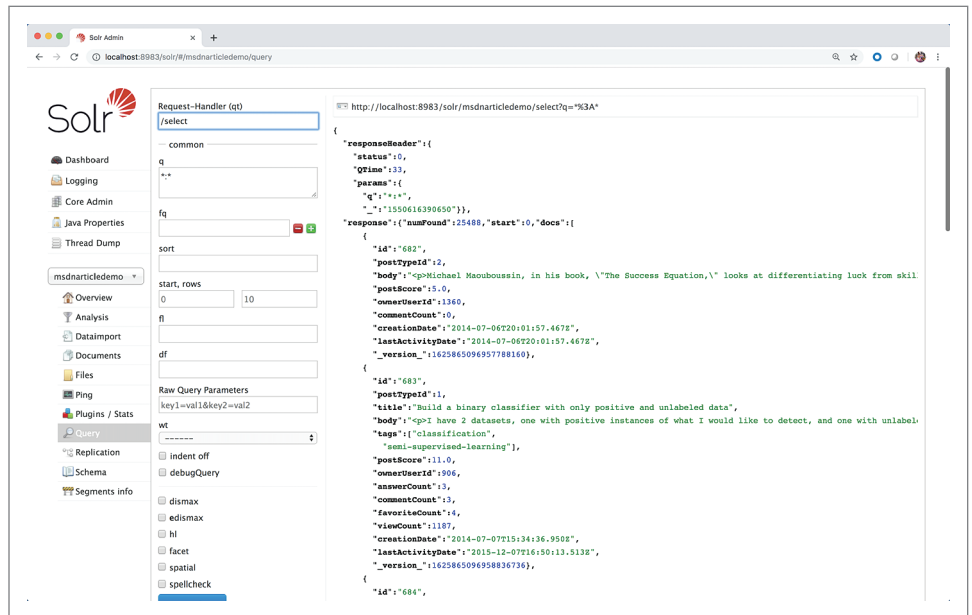 Solr Admin
localhost:8983/solr/#/msdnarticledemo/query
Solr
Dashboard
Logging
Core Admin
Java Properties
Thread Dump
msdnarticledemo
Overview
Analysis
Dataimport
Documents
Files
Ping
Plugins / Stats
Query
Replication
Schema
Segments info
Request-Handler (qt)
/select
common
q
*:*
fq
sort
start, rows
0 10
fl
df
Raw Query Parameters
key1=val1&key2=val2
wt
------
indent off
debugQuery
dismax
edismax
hl
facet
spatial
spellcheck
http://localhost:8983/solr/msdnarticledemo/select?q=*%3A*
{
"responseHeader":{
"status":0,
"QTime":33,
"params":{
"q":"*:*",
"_":"1550616390650"}},
"response":{"numFound":25488,"start":0,"docs":[
{
"id":"682",
"postTypeId":2,
"body":"<p>Michael Maouboussin, in his book, \"The Success Equation,\" looks at differentiating luck from skil
"postScore":5.0,
"ownerUserId":1360,
"commentCount":0,
"creationDate":"2014-07-06T20:01:57.467Z",
"lastActivityDate":"2014-07-06T20:01:57.467Z",
"_version_":1625865096957788160},
{
"id":"683",
"postTypeId":1,
"title":"Build a binary classifier with only positive and unlabeled data",
"body":"<p>I have 2 datasets, one with positive instances of what I would like to detect, and one with unlabele
"tags":["classification",
"semi-supervised-learning"],
"postScore":11.0,
"ownerUserId":906,
"answerCount":3,
"commentCount":3,
"favoriteCount":4,
"viewCount":1187,
"creationDate":"2014-07-07T15:34:36.950Z",
"lastActivityDate":"2015-12-07T16:50:13.513Z",
"_version_":1625865096958836736},
{
"id":"684",